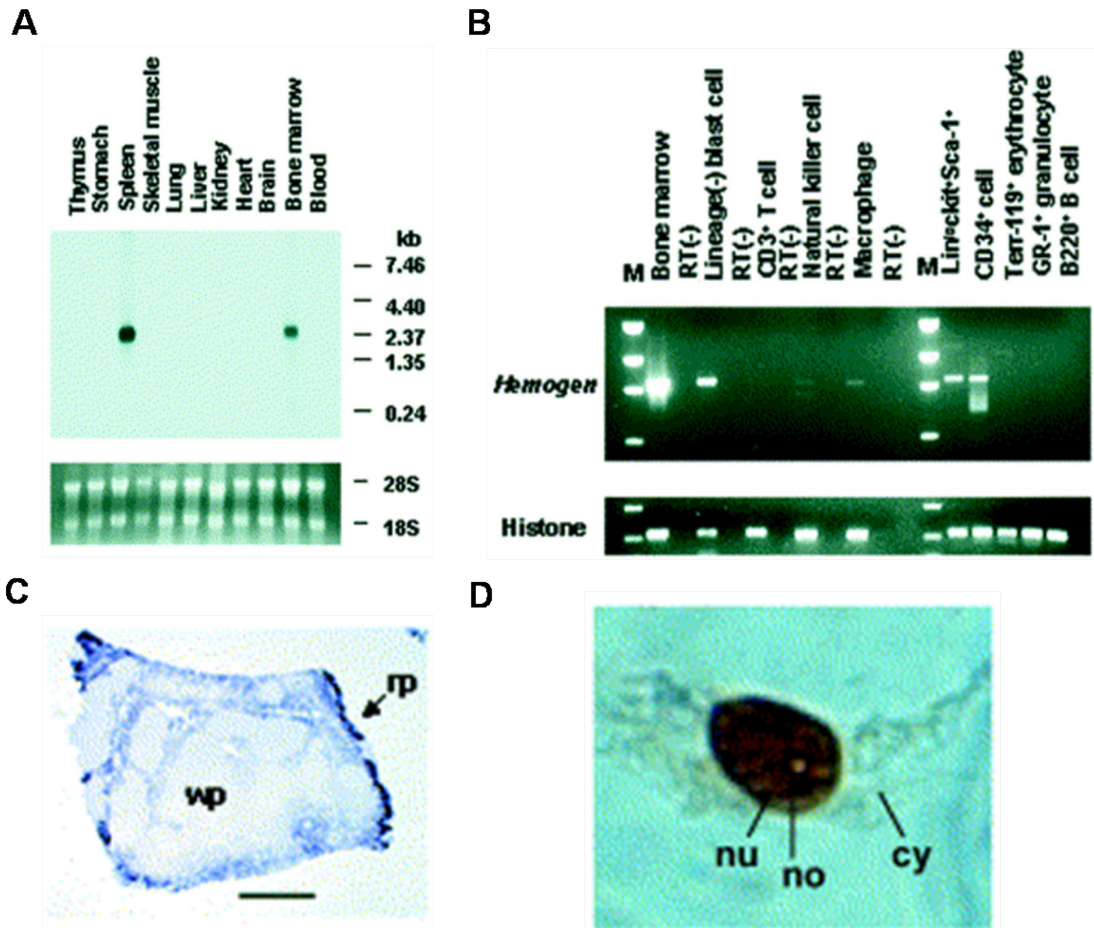 A
Thymus
Stomach
Spleen
Skeletal muscle
Lung
Liver
Kidney
Heart
Brain
Bone marrow
Blood
kb
7.46
4.40
2.37
1.35
0.24
28S
18S
B
M
Bone marrow
RT(-)
Lineage(-) blast cell
RT(-)
CD3⁺ T cell
RT(-)
Natural killer cell
RT(-)
Macrophage
RT(-)
M
Linᵖᵒckit⁺Sca-1⁺
CD34⁺ cell
Terr-119⁺ erythrocyte
GR-1⁺ granulocyte
B220⁺ B cell
Hemogen
Histone
C
rp
wp
D
nu
no
cy